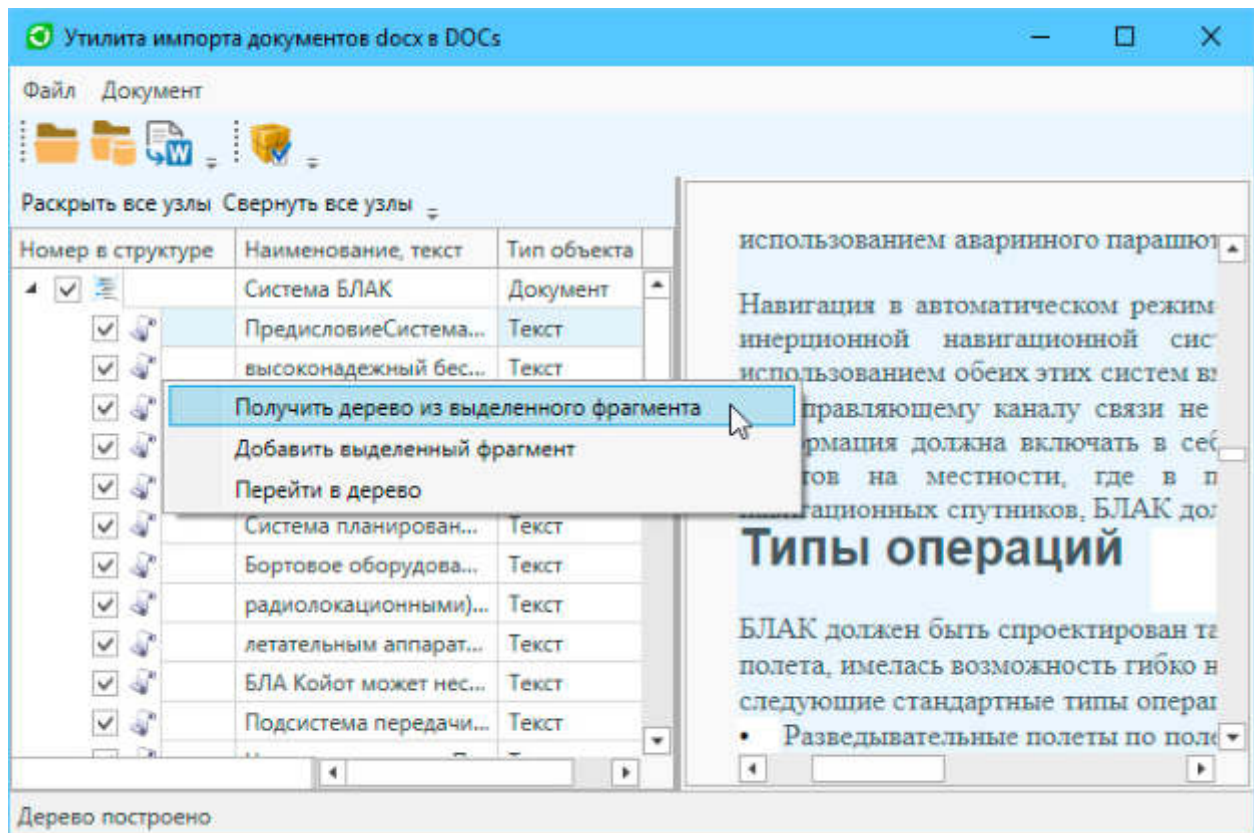 Утилита импорта документов docx в DOCs
Файл Документ
Раскрыть все узлы Свернуть все узлы
Номер в структуре Наименование, текст Тип объекта
Система БЛАК Документ
ПредисловиеСистема... Текст
высоконадежный бес... Текст
Получить дерево из выделенного фрагмента
Добавить выделенный фрагмент
Перейти в дерево
Система планирован... Текст
Бортовое оборудова... Текст
радиолокационными)... Текст
летательным аппарат... Текст
БЛА Койот может нес... Текст
Подсистема передачи... Текст
использованием аварийного парашют
Навигация в автоматическом режим
инерционной навигационной сис
использованием обеих этих систем
правляющему каналу связи не
рмация должна включать в себ
тов на местности, где в п
гационных спутников, БЛАК дол
Типы операций
БЛАК должен быть спроектирован та
полета, имелась возможность гибко н
следующие стандартные типы операц
• Разведывательные полеты по поле
Дерево построено